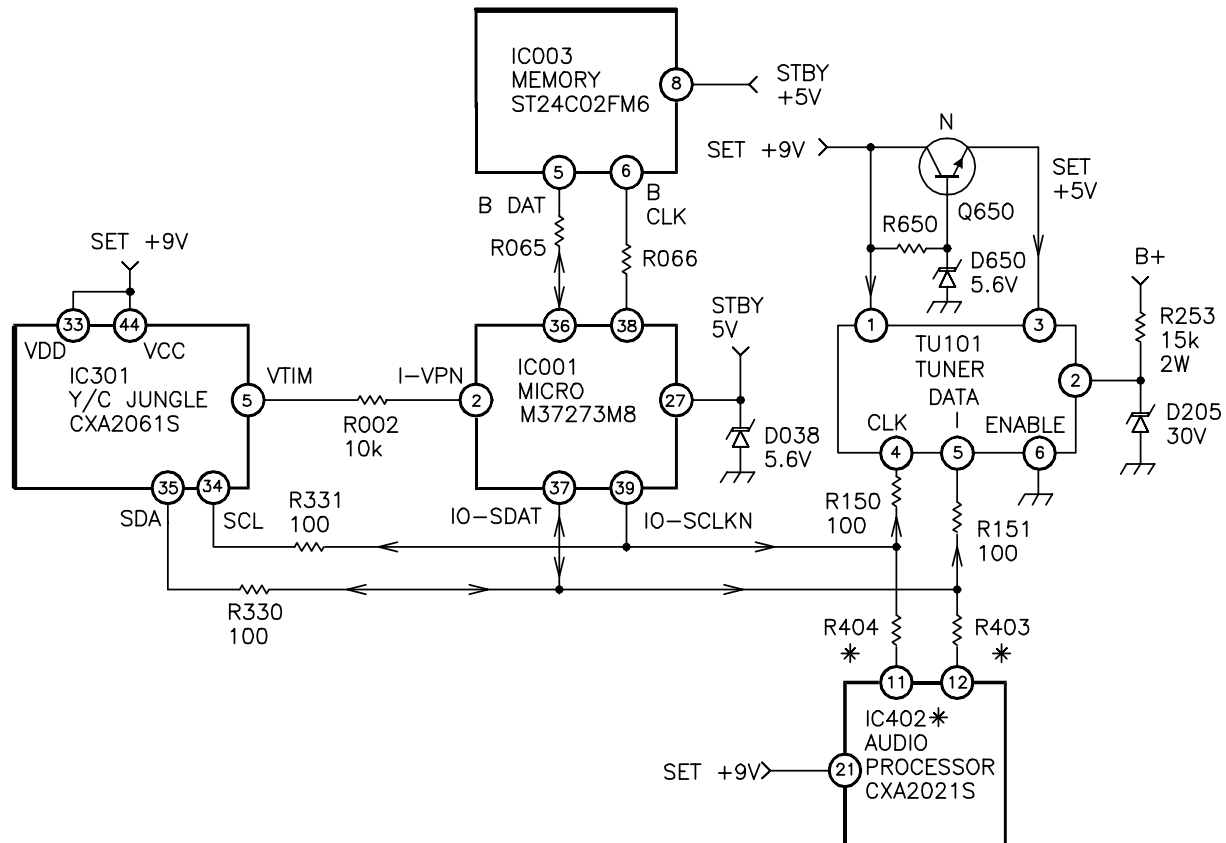 IC003
MEMORY
ST24C02FM6
8
STBY
+5V
5
6
B DAT
B
CLK
R065
R066
SET +9V
N
Q650
SET
+5V
R650
D650
5.6V
B+
R253
15k
2W
D205
30V
1
3
TU101
TUNER
DATA
I
2
CLK
ENABLE
4
5
6
SET +9V
33
44
VDD
VCC
IC301
Y/C JUNGLE
CXA2061S
5
VTIM
R002
10k
I-VPN
36
38
2
IC001
MICRO
M37273M8
27
STBY
5V
D038
5.6V
35
34
SDA
SCL
R331
100
37
39
IO-SDAT
IO-SCLKN
R330
100
R150
100
R151
100
R404
*
R403
*
11
12
IC402*
AUDIO
PROCESSOR
CXA2021S
SET +9V
21